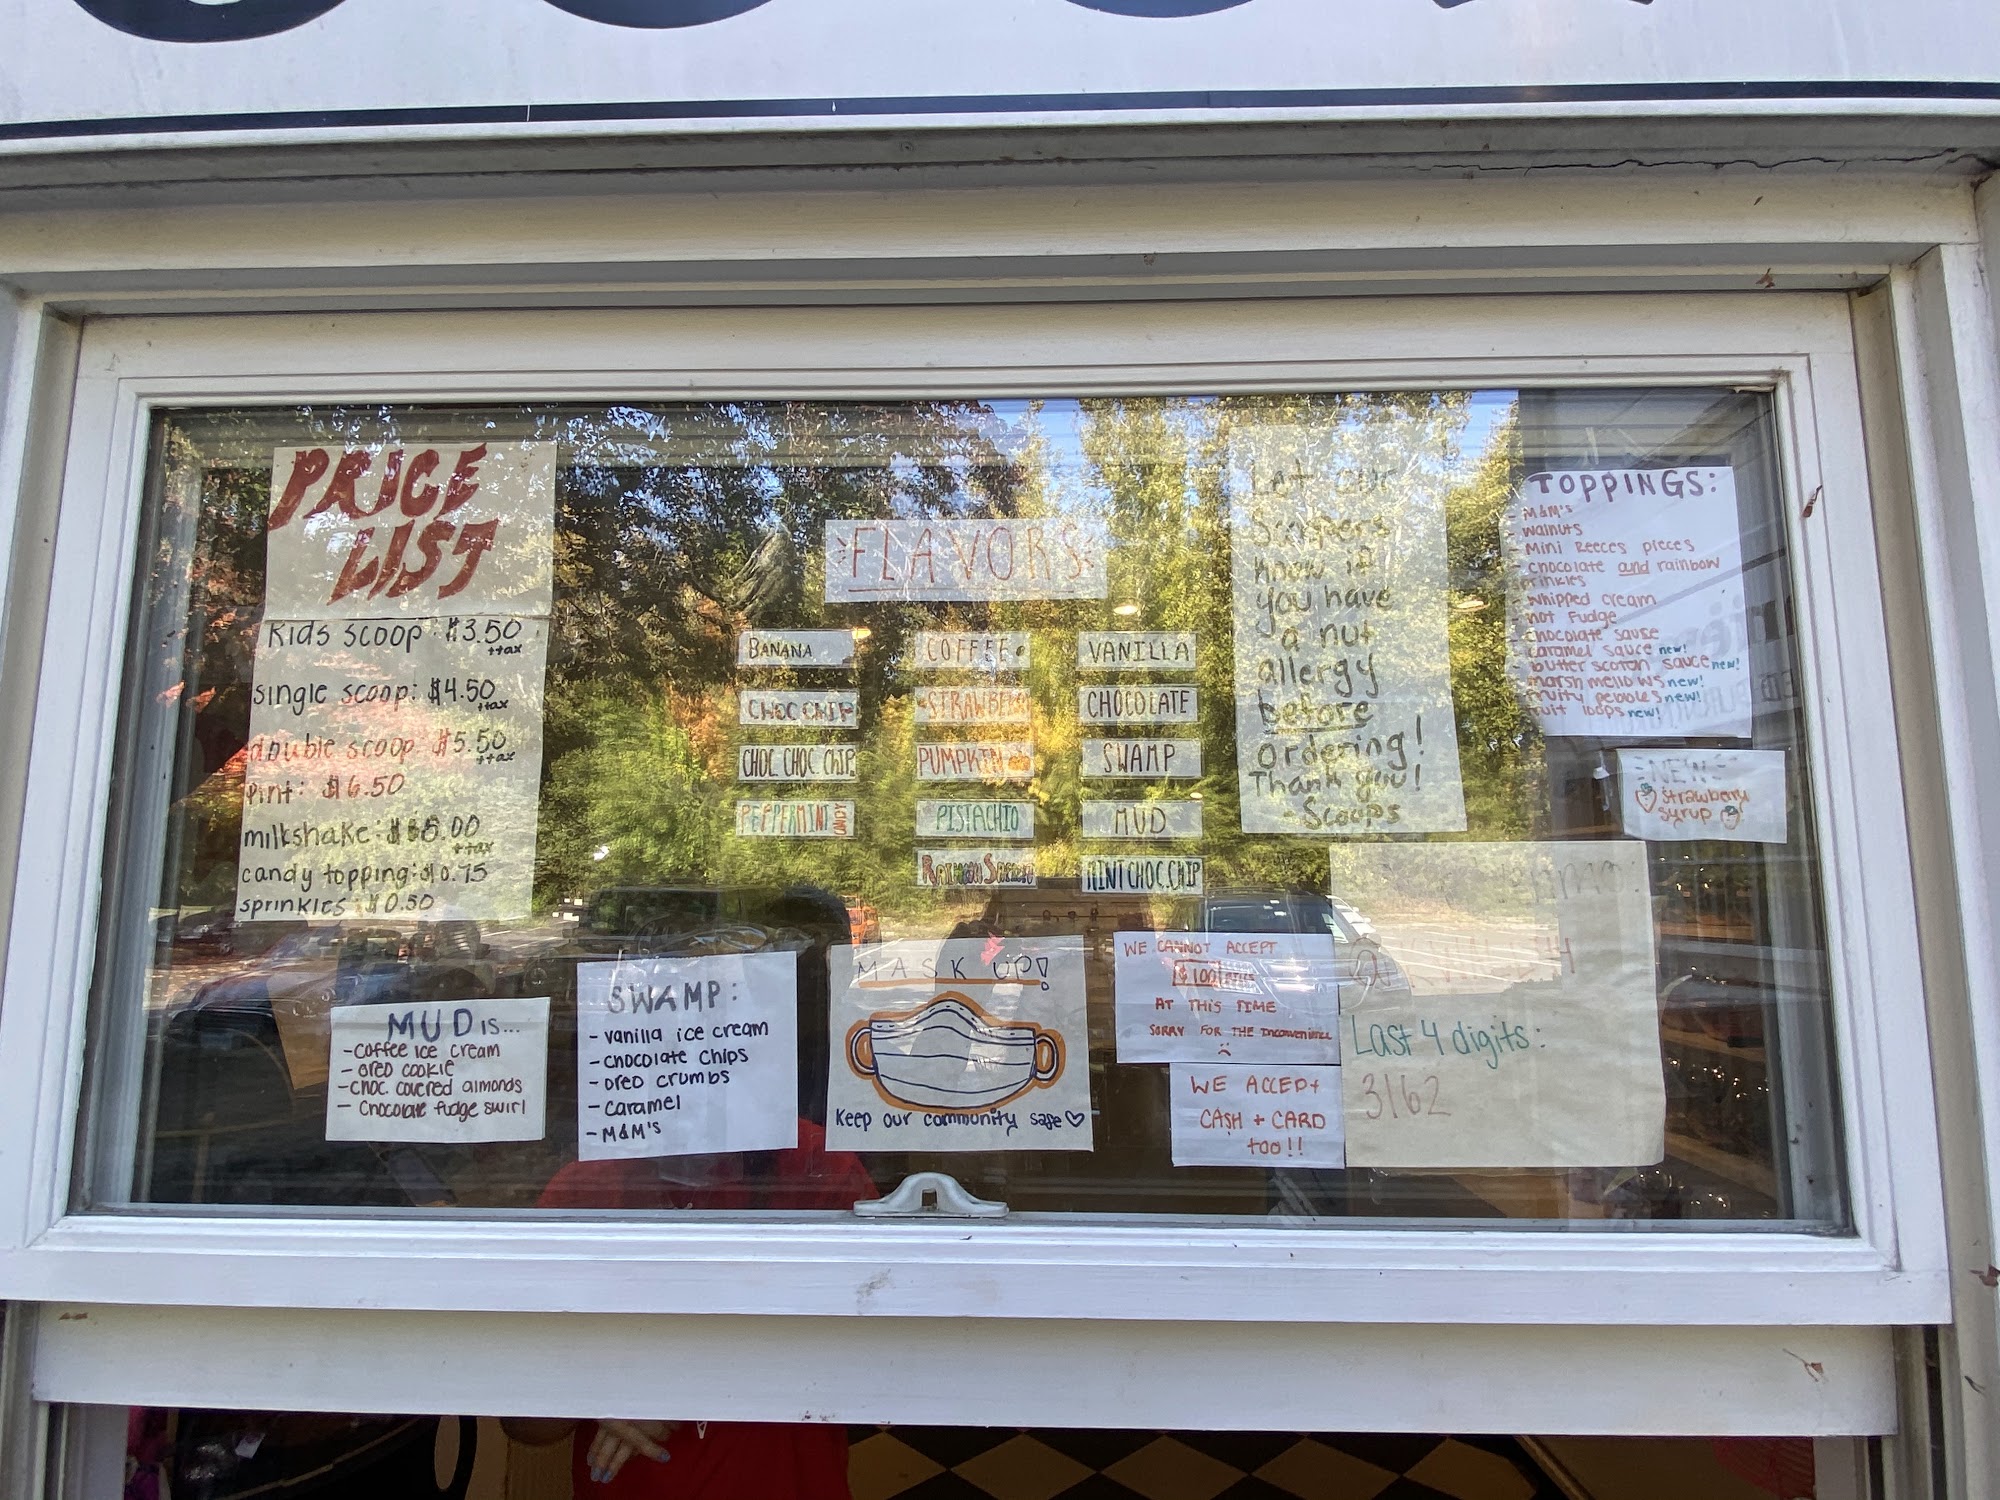 PRICE
LIST
Kids scoop: $3.50
+tax
single scoop: $4.50
+tax
double scoop: $5.50
+tax
pint: $6.50
milkshake: $6.00
+tax
candy topping: $0.75
sprinkles: $0.50
FLAVORS
BANANA
CHOC CHIP
CHOC. CHOC. CHIP
PEPPERMINT CANDY
COFFEE
STRAWBERRY
PUMPKIN
PISTACHIO
VANILLA
CHOCOLATE
SWAMP
MUD
MINT CHOC. CHIP
Let our
Scoopers
know if
you have
a nut
allergy
before
ordering!
Thank you!
- Scoops
TOPPINGS:
- M&M's
- walnuts
- Mini Reeces pieces
- chocolate and rainbow
sprinkles
- whipped cream
- hot fudge
- chocolate sauce
- caramel sauce new!
- butter scotch sauce new!
- marsh mellows new!
- fruity pebbles new!
- fruit loops new!
NEW
strawberry
syrup
MUD is...
- coffee ice cream
- oreo cookie
- choc. covered almonds
- chocolate fudge swirl
SWAMP:
- vanilla ice cream
- chocolate chips
- oreo crumbs
- caramel
- M&M's
MASK UP!
Keep our community safe
WE CANNOT ACCEPT
$100
AT THIS TIME
SORRY FOR THE Inconvenience
WE ACCEPT
CASH + CARD
too!!
Last 4 digits:
3162